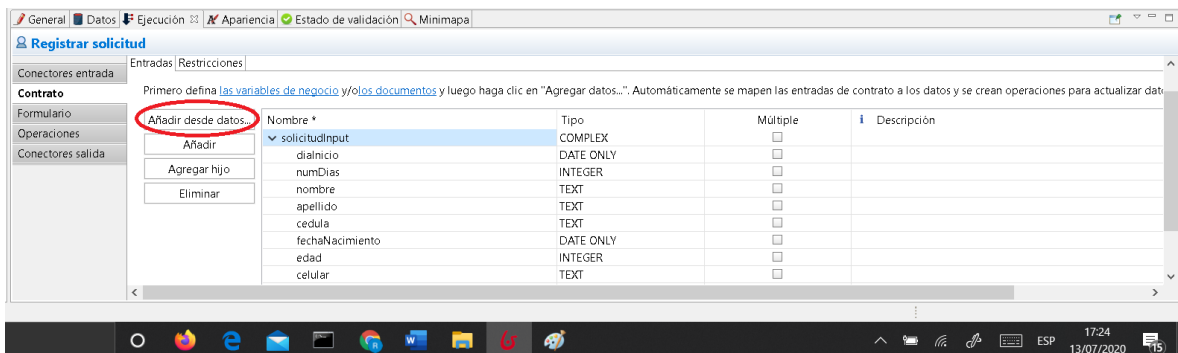 General Datos Ejecución Apariencia Estado de validación Minimapa
Registrar solicitud
Entradas Restricciones
Conectores entrada
Contrato
Formulario
Operaciones
Conectores salida
Primero defina las variables de negocio y/olos documentos y luego haga clic en "Agregar datos...". Automáticamente se mapen las entradas de contrato a los datos y se crean operaciones para actualizar
Añadir desde datos...
Añadir
Agregar hijo
Eliminar
Nombre * Tipo Múltiple i Descripción
solicitudInput COMPLEX
diaInicio DATE ONLY
numDias INTEGER
nombre TEXT
apellido TEXT
cedula TEXT
fechaNacimiento DATE ONLY
edad INTEGER
celular TEXT
ESP
17:24
13/07/2020
15